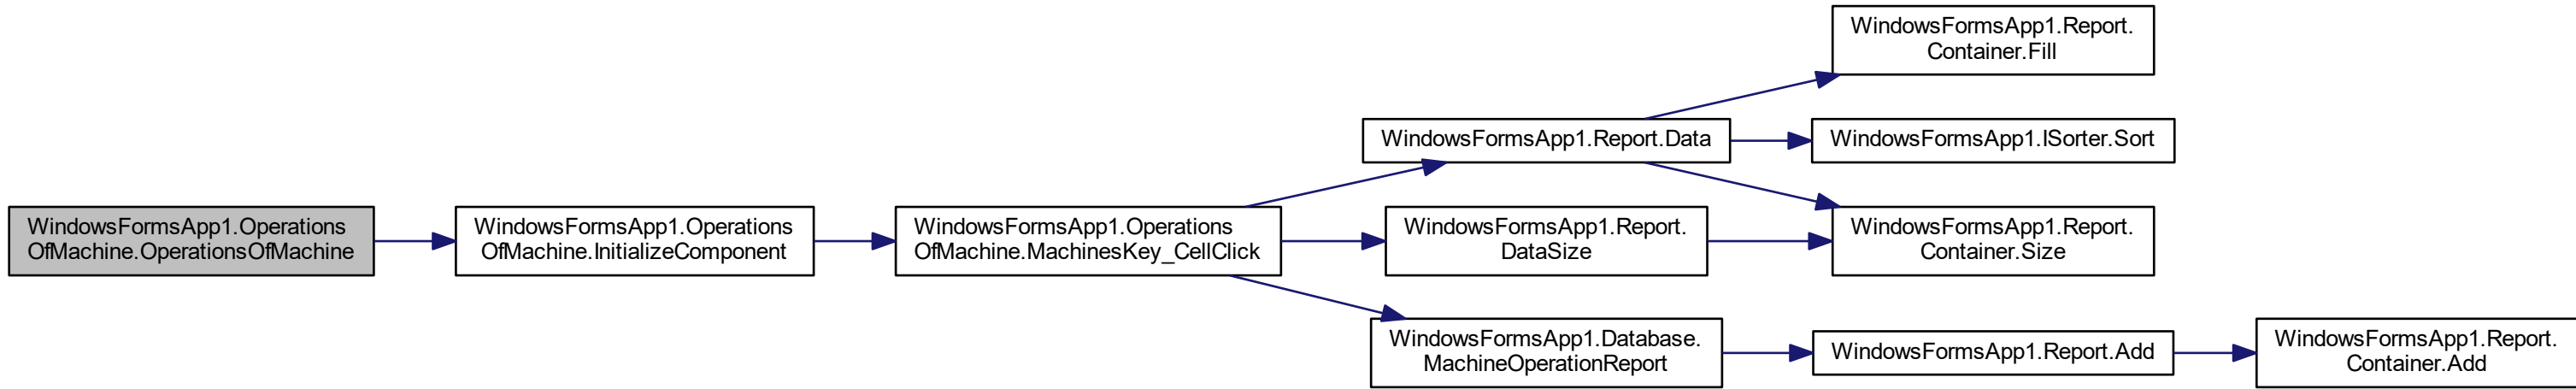 WindowsFormsApp1.Operations
OfMachine.OperationsOfMachine
WindowsFormsApp1.Operations
OfMachine.InitializeComponent
WindowsFormsApp1.Operations
OfMachine.MachinesKey_CellClick
WindowsFormsApp1.Report.Data
WindowsFormsApp1.Report.
DataSize
WindowsFormsApp1.Database.
MachineOperationReport
WindowsFormsApp1.Report.
Container.Fill
WindowsFormsApp1.ISorter.Sort
WindowsFormsApp1.Report.
Container.Size
WindowsFormsApp1.Report.Add
WindowsFormsApp1.Report.
Container.Add